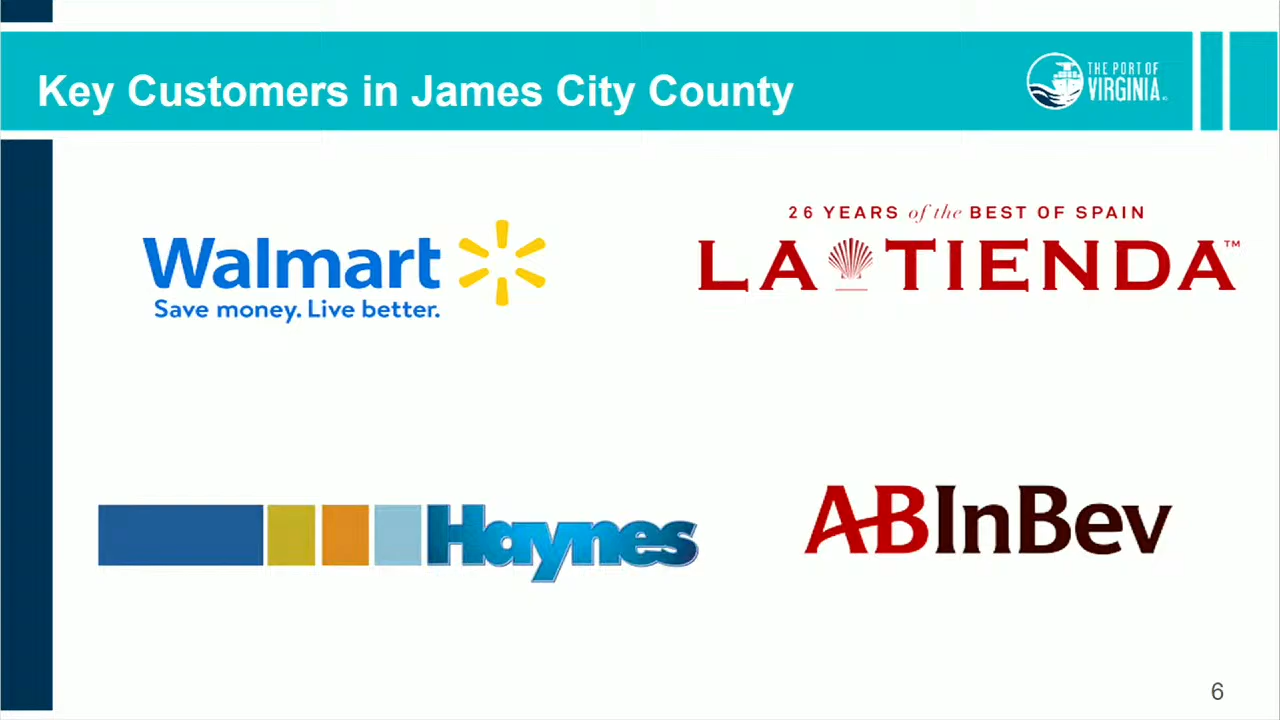 Key Customers in James City County
THE PORT OF
VIRGINIA
Walmart
Save money. Live better.
26 YEARS of the BEST OF SPAIN
LA TIENDA™
Haynes
ABInBev
6